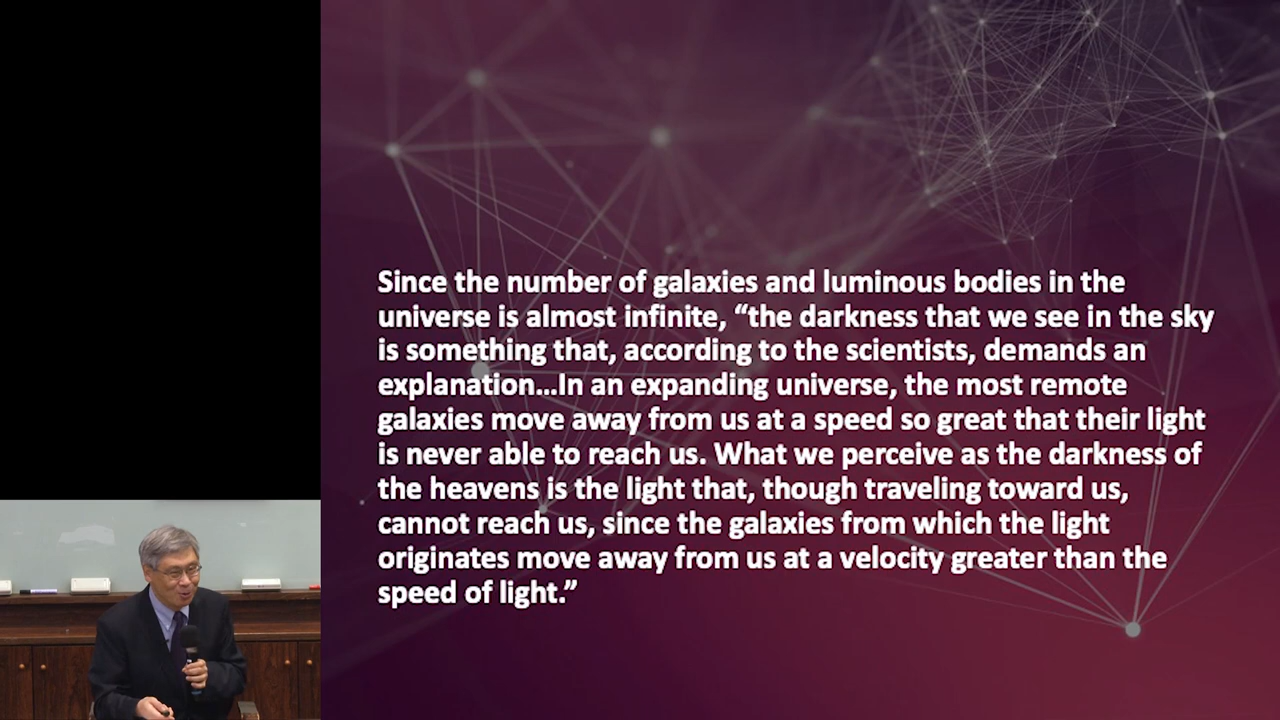 Since the number of galaxies and luminous bodies in the
universe is almost infinite, “the darkness that we see in the sky
is something that, according to the scientists, demands an
explanation…In an expanding universe, the most remote
galaxies move away from us at a speed so great that their light
is never able to reach us. What we perceive as the darkness of
the heavens is the light that, though traveling toward us,
cannot reach us, since the galaxies from which the light
originates move away from us at a velocity greater than the
speed of light.”